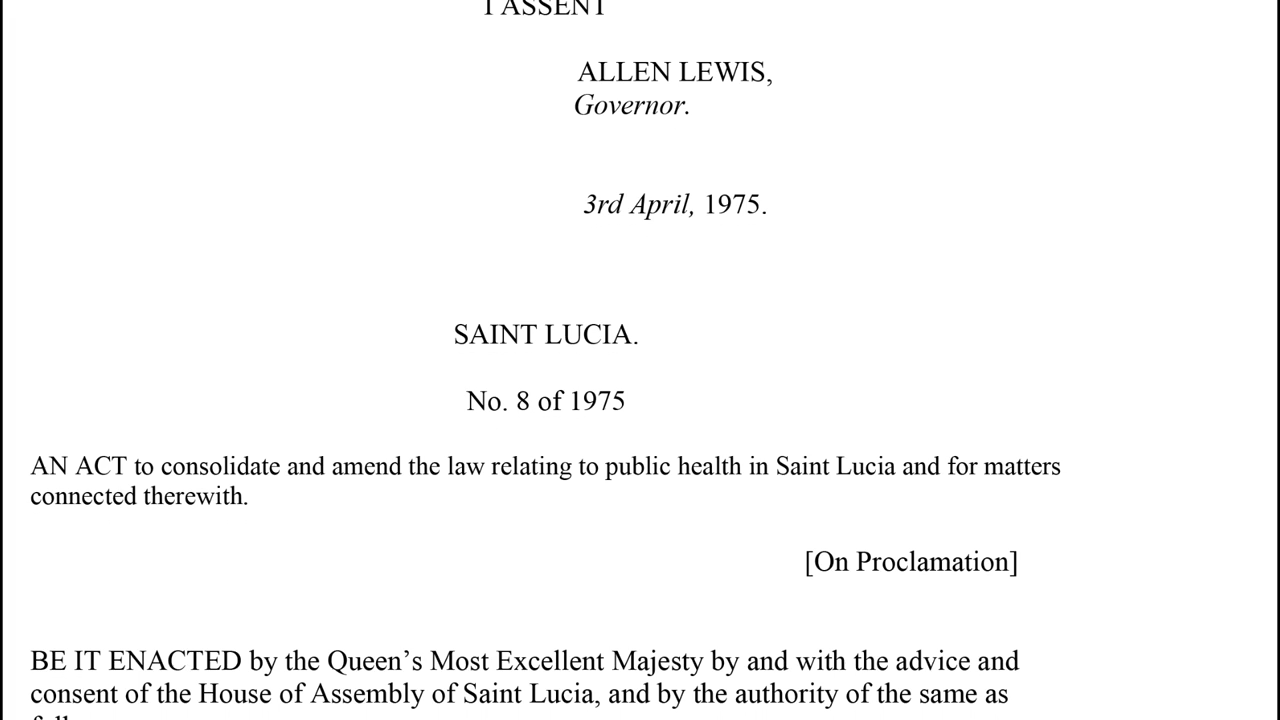 I ASSENT
ALLEN LEWIS,
Governor.
3rd April, 1975.
SAINT LUCIA.
No. 8 of 1975
AN ACT to consolidate and amend the law relating to public health in Saint Lucia and for matters
connected therewith.
[On Proclamation]
BE IT ENACTED by the Queen’s Most Excellent Majesty by and with the advice and
consent of the House of Assembly of Saint Lucia, and by the authority of the same as